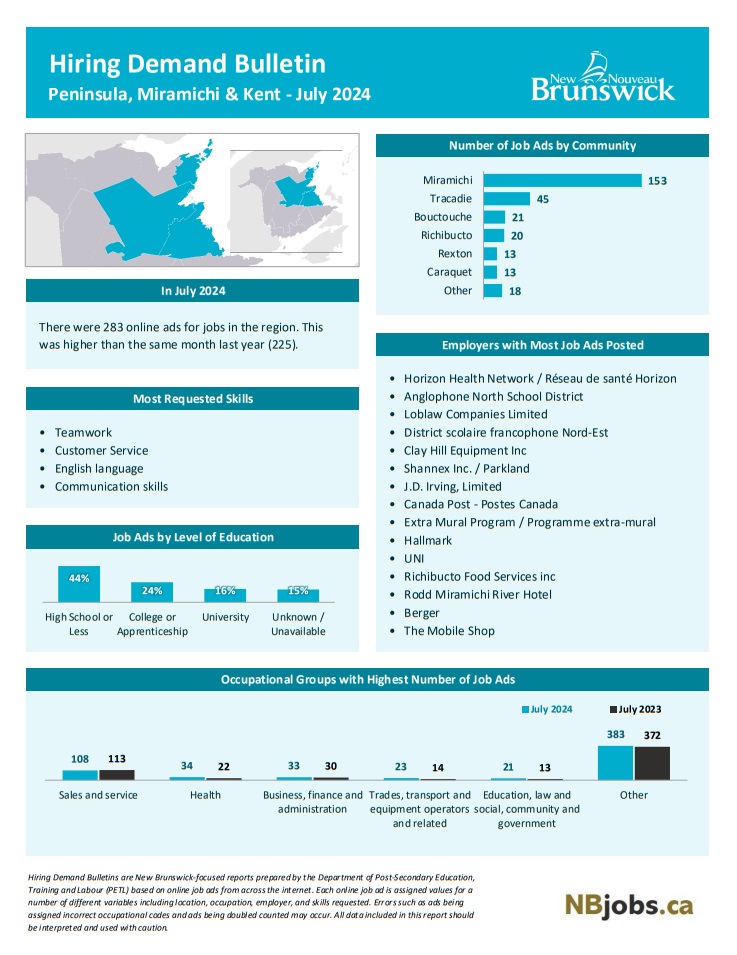 Hiring Demand Bulletin
Peninsula, Miramichi & Kent - July 2024
New Nouveau
Brunswick
In July 2024
There were 283 online ads for jobs in the region. This
was higher than the same month last year (225).
Most Requested Skills
• Teamwork
• Customer Service
• English language
• Communication skills
Job Ads by Level of Education
44%
24%
16%
15%
High School or
Less
College or
Apprenticeship
University
Unknown /
Unavailable
Number of Job Ads by Community
Miramichi 153
Tracadie 45
Bouctouche 21
Richibucto 20
Rexton 13
Caraquet 13
Other 18
Employers with Most Job Ads Posted
• Horizon Health Network / Réseau de santé Horizon
• Anglophone North School District
• Loblaw Companies Limited
• District scolaire francophone Nord-Est
• Clay Hill Equipment Inc
• Shannex Inc. / Parkland
• J.D. Irving, Limited
• Canada Post - Postes Canada
• Extra Mural Program / Programme extra-mural
• Hallmark
• UNI
• Richibucto Food Services inc
• Rodd Miramichi River Hotel
• Berger
• The Mobile Shop
Occupational Groups with Highest Number of Job Ads
July 2024 July 2023
108 113
34 22
33 30
23 14
21 13
383 372
Sales and service
Health
Business, finance and
administration
Trades, transport and
equipment operators
and related
Education, law and
social, community and
government
Other
Hiring Demand Bulletins are New Brunswick-focused reports prepared by the Department of Post-Secondary Education,
Training and Labour (PETL) based on online job ads from across the internet. Each online job ad is assigned values for a
number of different variables including location, occupation, employer, and skills requested. Errors such as ads being
assigned incorrect occupational codes and ads being doubled counted may occur. All data included in this report should
be interpreted and used with caution.
NBjobs.ca